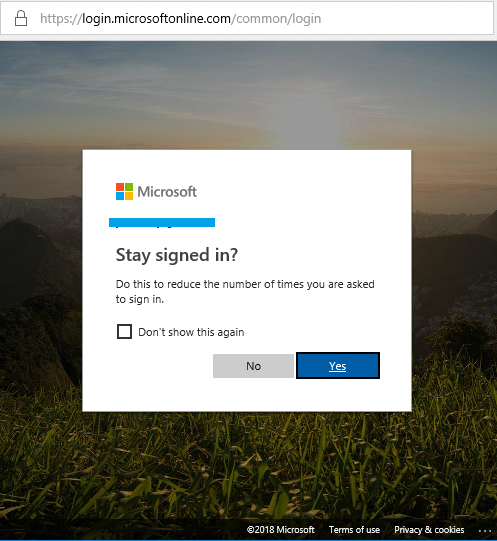 https://login.microsoftonline.com/common/login
Microsoft
Stay signed in?
Do this to reduce the number of times you are asked
to sign in.
Don't show this again
No
Yes
©2018 Microsoft Terms of use Privacy & cookies ...